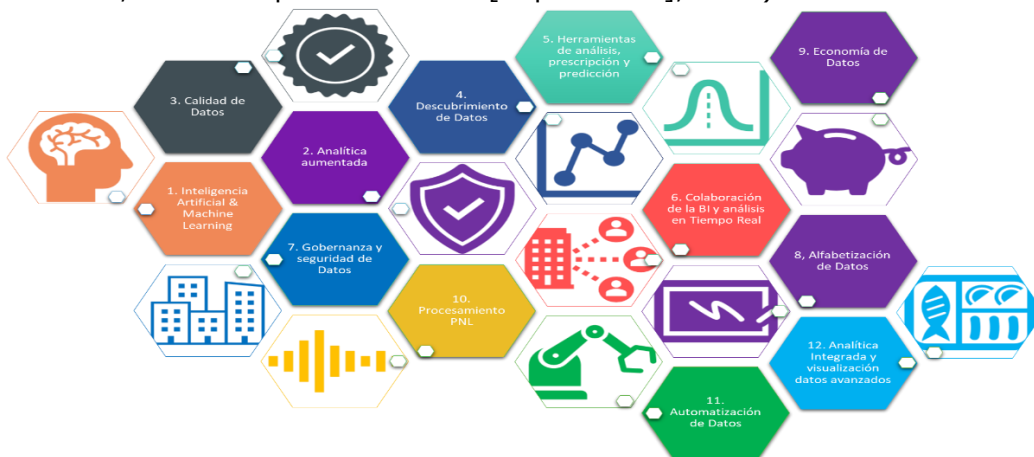 5. Herramientas
de análisis,
prescripción y
predicción
9. Economía de
Datos
3. Calidad de
Datos
4.
Descubrimiento
de Datos
2. Analítica
aumentada
1. Inteligencia
Artificial &
Machine
Learning
6. Colaboración
de la BI y análisis
en Tiempo Real
7. Gobernanza y
seguridad de
Datos
8, Alfabetización
de Datos
10.
Procesamiento
PNL
12. Analítica
Integrada y
visualización
datos avanzados
11.
Automatización
de Datos